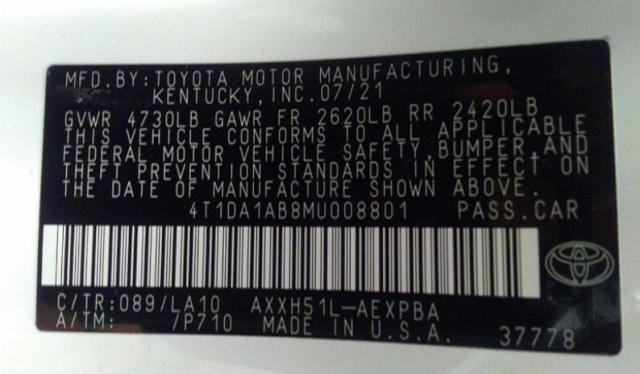 MFD. BY: TOYOTA MOTOR MANUFACTURING,
KENTUCKY, INC. 07/21
GVWR 4730LB GAWR FR 2620LB RR 2420LB
THIS VEHICLE CONFORMS TO ALL APPLICABLE
FEDERAL MOTOR VEHICLE SAFETY, BUMPER, AND
THEFT PREVENTION STANDARDS IN EFFECT ON
THE DATE OF MANUFACTURE SHOWN ABOVE.
4T1DA1AB8MU008801 PASS. CAR
C/TR: 089/LA10 AXXH51L-AEXPBA
A/TM: /P710 MADE IN U.S.A. 37778